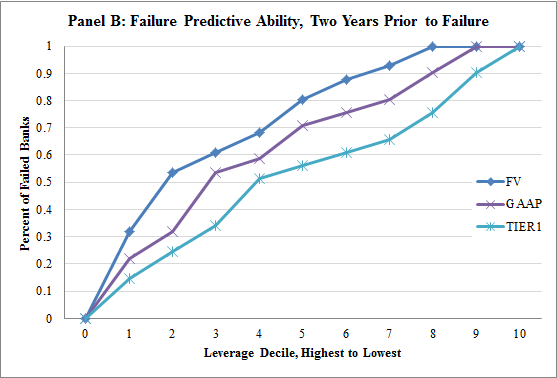 Panel B: Failure Predictive Ability, Two Years Prior to Failure
1
0.9
0.8
0.7
0.6
0.5
0.4
0.3
0.2
0.1
0
Percent of Failed Banks
FV
GAAP
TIER1
0 1 2 3 4 5 6 7 8 9 10
Leverage Decile, Highest to Lowest